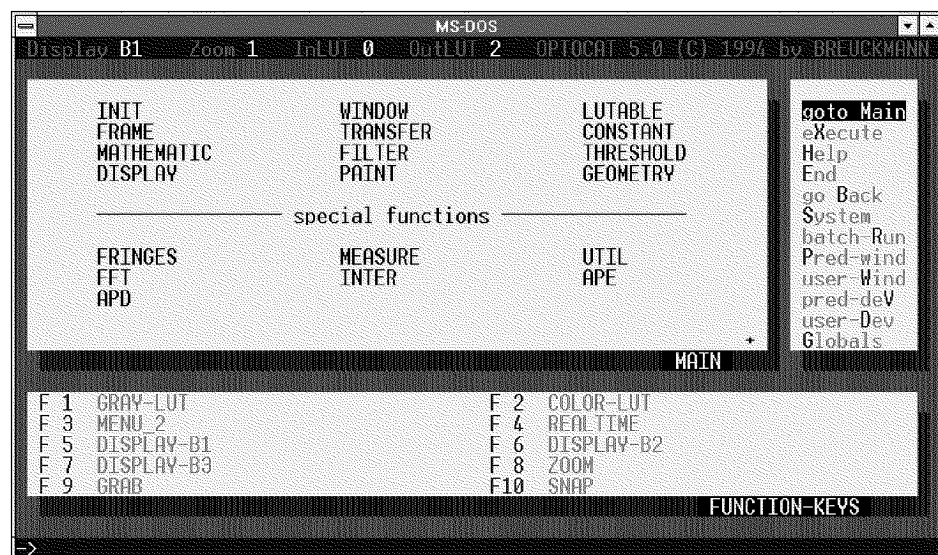 MS-DOS
Display B1 Zoom 1 InLUT 0 OutLUT 2 OPTOCAT 5.0 (C) 1994 by BREUCKMANN
INIT WINDOW LUTABLE
FRAME TRANSFER CONSTANT
MATHEMATIC FILTER THRESHOLD
DISPLAY PAINT GEOMETRY
special functions
FRINGES MEASURE UTIL
FFT INTER APE
APD
MAIN
goto Main
eXecute
Help
End
go Back
System
batch-Run
Pred-wind
user-Wind
pred-deV
user-Dev
Globals
F 1 GRAY-LUT F 2 COLOR-LUT
F 3 MENU_2 F 4 REALTIME
F 5 DISPLAY-B1 F 6 DISPLAY-B2
F 7 DISPLAY-B3 F 8 ZOOM
F 9 GRAB F10 SNAP
FUNCTION-KEYS
->